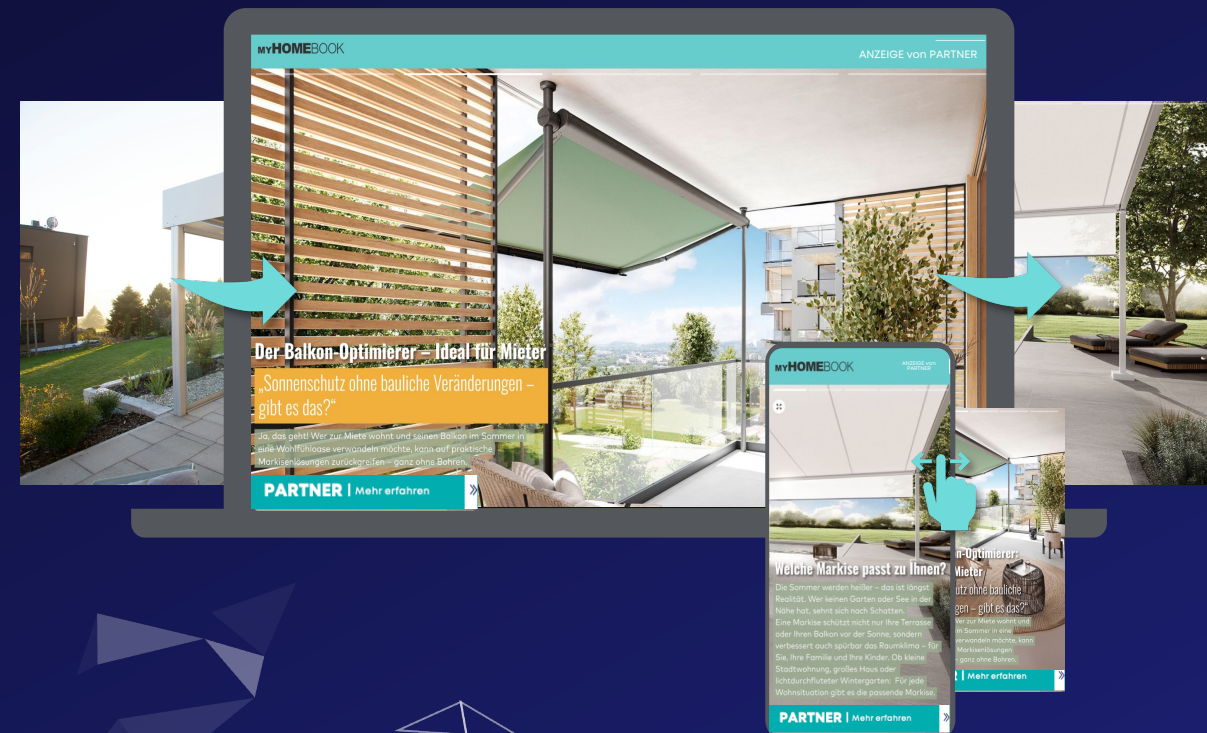 MYHOMEBOOK
ANZEIGE von PARTNER
Der Balkon-Optimierer – Ideal für Mieter
„Sonnenschutz ohne bauliche Veränderungen –
gibt es das?“
Ja, das geht! Wer zur Miete wohnt und seinen Balkon im Sommer in
eine Wohlfühloase verwandeln möchte, kann auf praktische
Markisenlösungen zurückgreifen – ganz ohne Bohren.
PARTNER | Mehr erfahren
MYHOMEBOOK
ANZEIGE von
PARTNER
Welche Markise passt zu Ihnen?
Die Sommer werden heißer – das ist längst
Realität. Wer keinen Garten oder See in der
Nähe hat, sehnt sich nach Schatten.
Eine Markise schützt nicht nur Ihre Terrasse
oder Ihren Balkon vor der Sonne, sondern
verbessert auch spürbar das Raumklima – für
Sie, Ihre Familie und Ihre Kinder. Ob kleine
Stadtwohnung, großes Haus oder
lichtdurchfluteter Wintergarten: Für jede
Wohnsituation gibt es die passende Markise.
PARTNER | Mehr erfahren
n-Optimierer:
Mieter
utz ohne bauliche
gen – gibt es das?“
Wer zur Miete wohnt und
im Sommer in eine
verwandeln möchte, kann
Markisenlösungen
– ganz ohne Bohren.
| Mehr erfahren